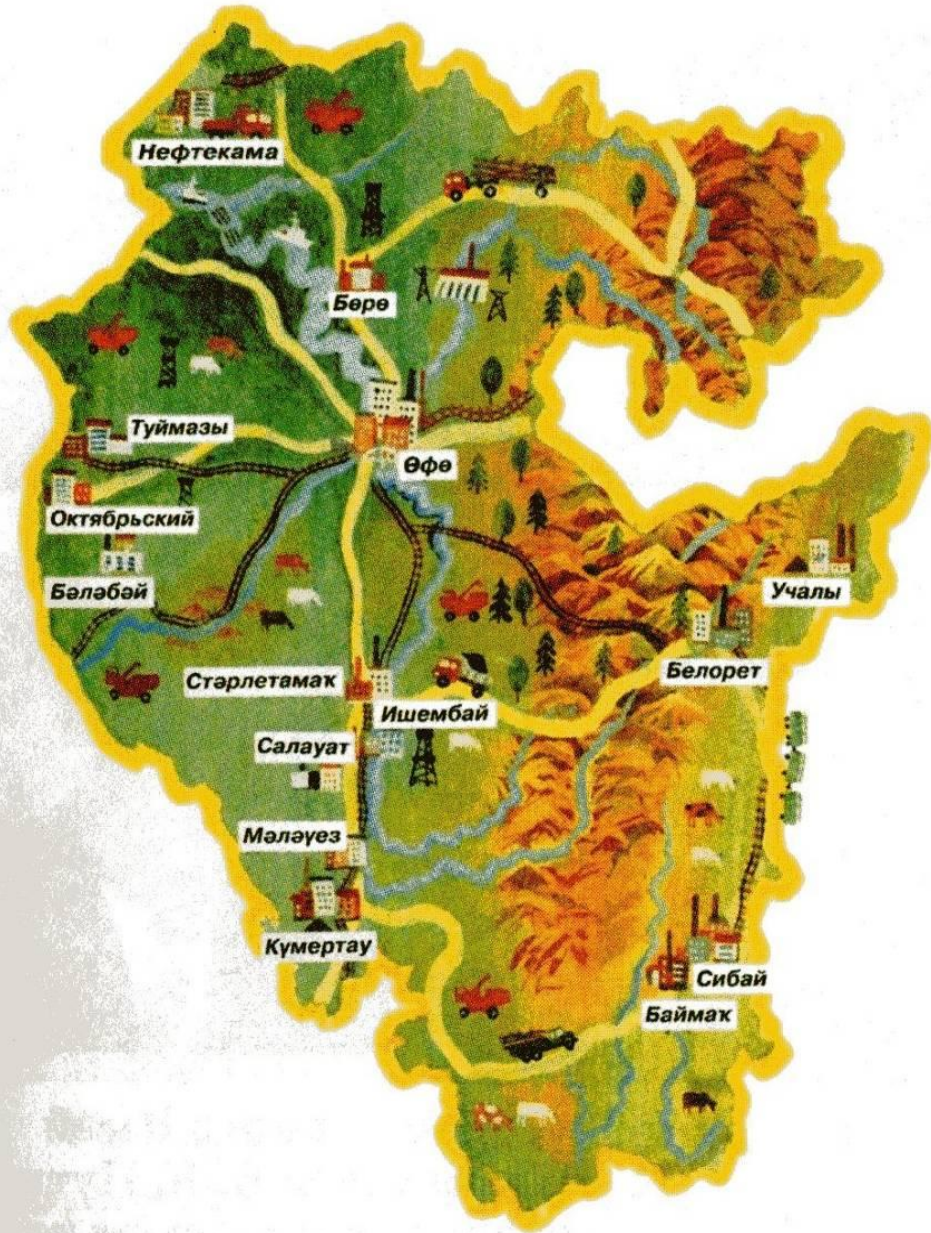 Нефтекама
Бөрө
Туймазы
Өфө
Октябрьский
Бәләбәй
Учалы
Белорет
Стәрлетамаҡ
Ишембай
Салауат
Мәләүез
Күмертау
Сибай
Баймаҡ